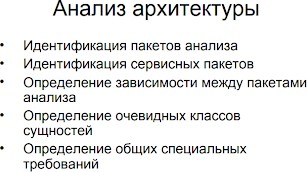 Анализ архитектуры
• Идентификация пакетов анализа
• Идентификация сервисных пакетов
• Определение зависимости между пакетами
анализа
• Определение очевидных классов
сущностей
• Определение общих специальных
требований